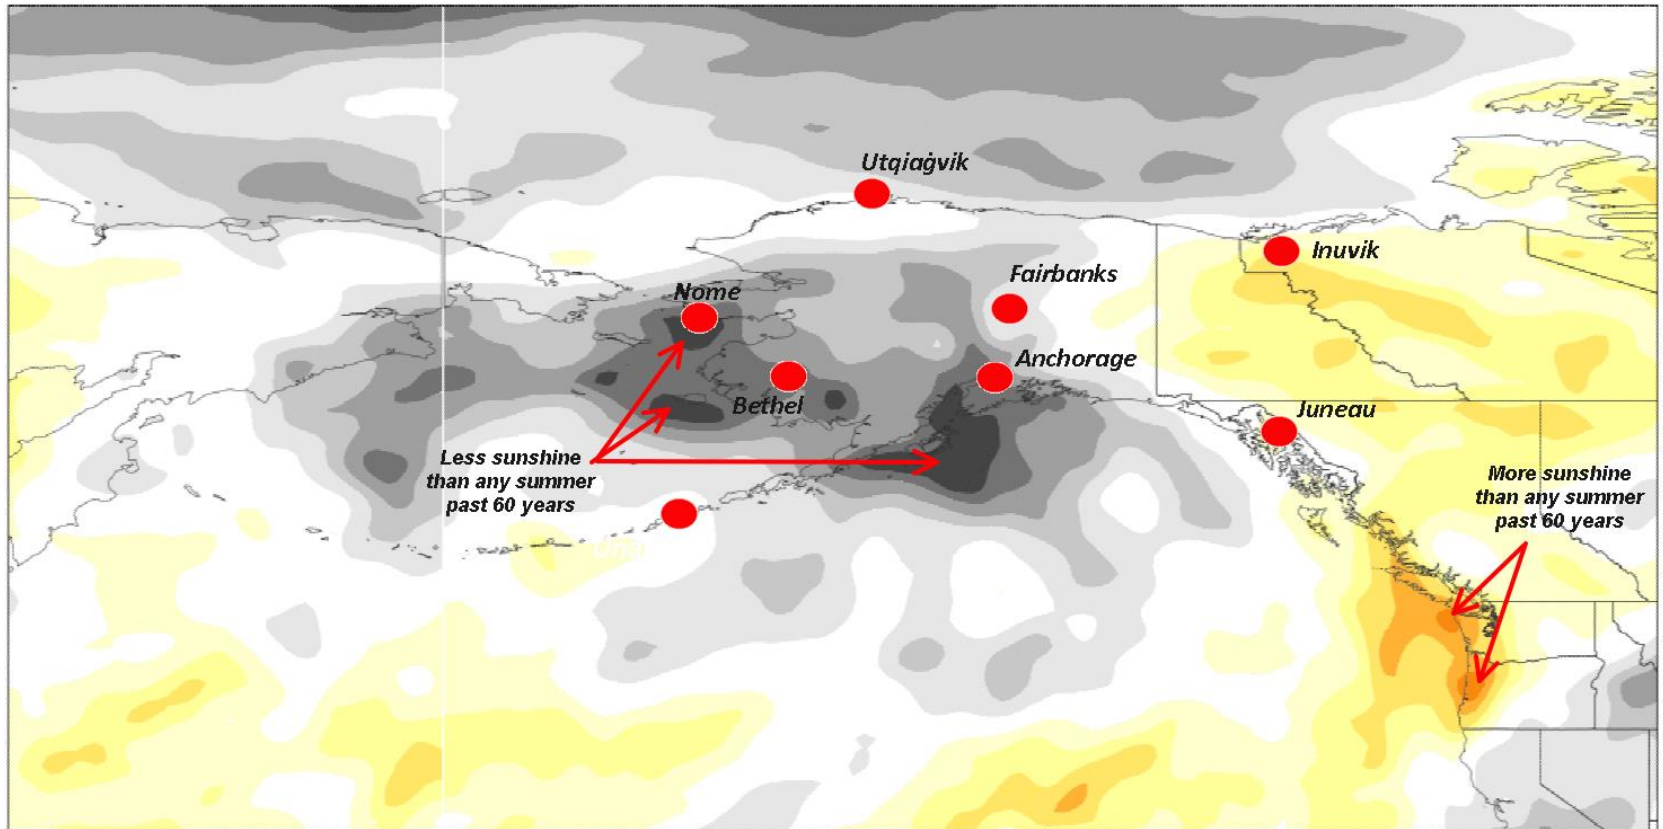 Utqiaġvik
Inuvik
Fairbanks
Nome
Anchorage
Bethel
Juneau
Less sunshine
than any summer
past 60 years
More sunshine
than any summer
past 60 years